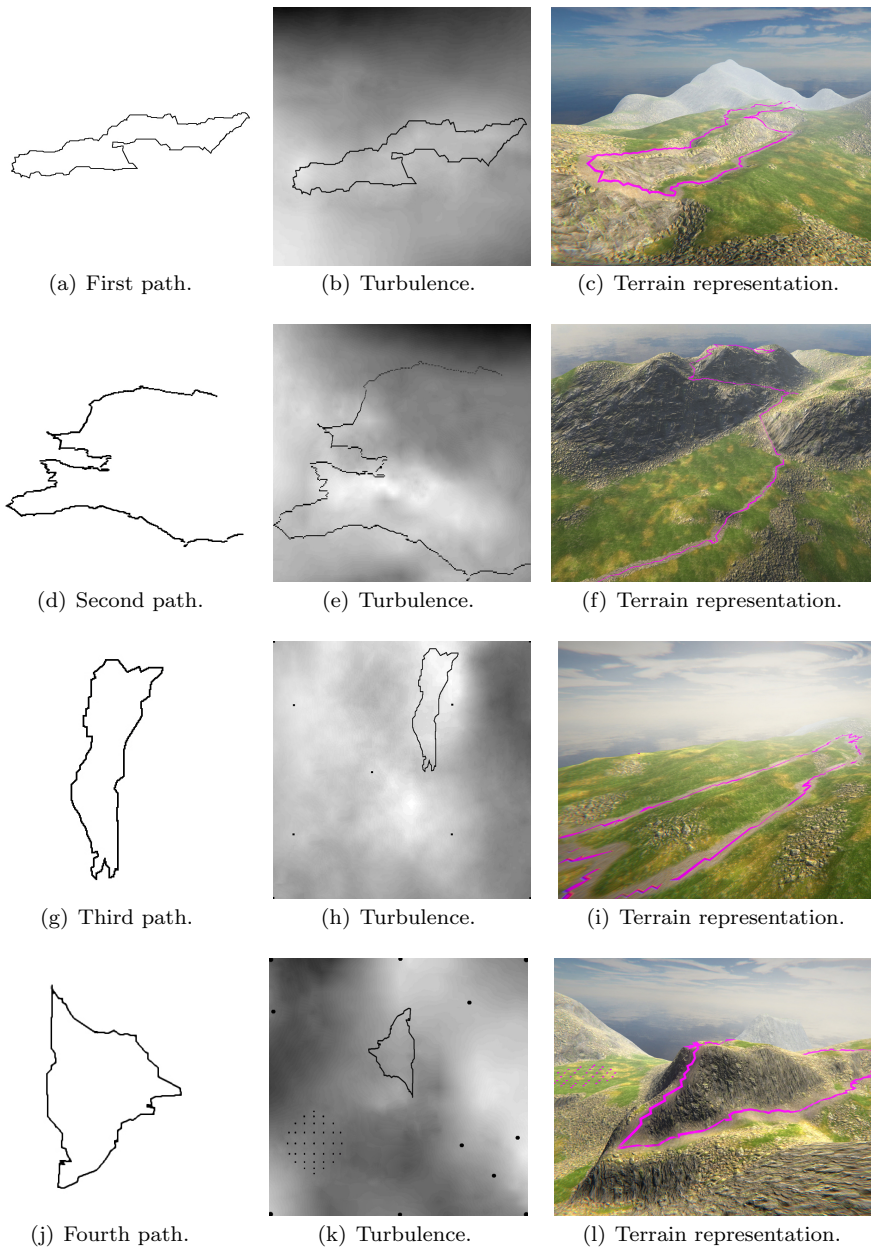 (a) First path. (b) Turbulence. (c) Terrain representation.
(d) Second path. (e) Turbulence. (f) Terrain representation.
(g) Third path. (h) Turbulence. (i) Terrain representation.
(j) Fourth path. (k) Turbulence. (l) Terrain representation.